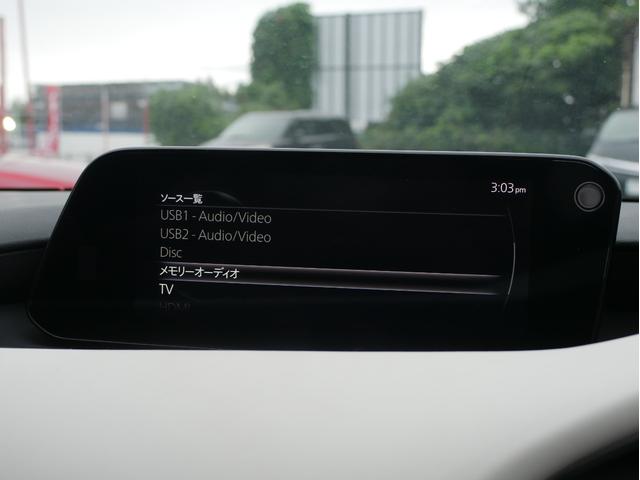 3:03pm
ソース一覧
USB1 - Audio/Video
USB2 - Audio/Video
Disc
メモリーオーディオ
TV
HDMI